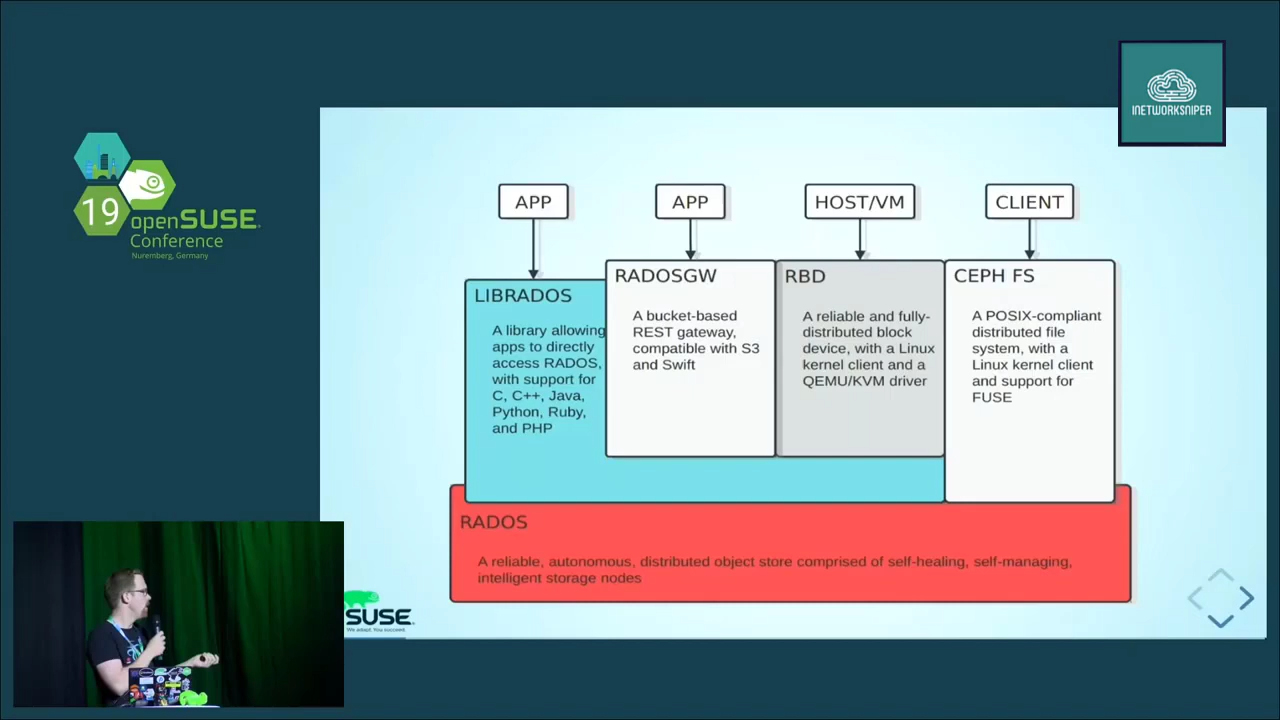 INETWORKSNIPER
19
openSUSE.
Conference
Nuremberg, Germany
APP
APP
HOST/VM
CLIENT
LIBRADOS
A library allowing
apps to directly
access RADOS,
with support for
C, C++, Java,
Python, Ruby,
and PHP
RADOSGW
A bucket-based
REST gateway,
compatible with S3
and Swift
RBD
A reliable and fully-
distributed block
device, with a Linux
kernel client and a
QEMU/KVM driver
CEPH FS
A POSIX-compliant
distributed file
system, with a
Linux kernel client
and support for
FUSE
RADOS
A reliable, autonomous, distributed object store comprised of self-healing, self-managing,
intelligent storage nodes
SUSE.
We adapt. You succeed.